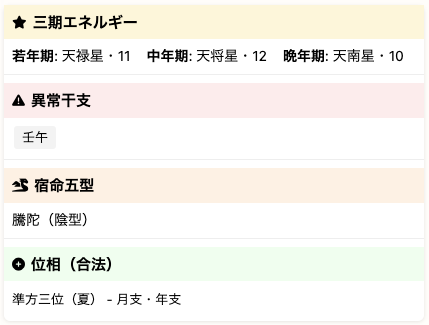 三期エネルギー
若年期: 天禄星・11 中年期: 天将星・12 晩年期: 天南星・10
異常干支
壬午
宿命五型
騰陀（陰型）
位相（合法）
準方三位（夏） - 月支・年支